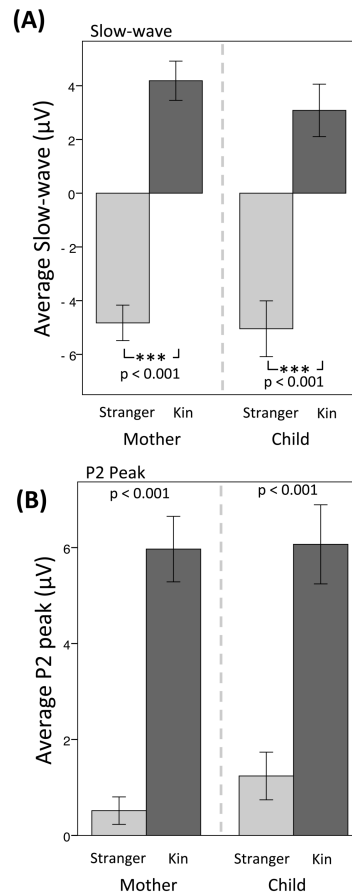 (A)
Slow-wave
Average Slow-wave (μV)
4
2
0
- 2
- 4
- 6
*** ***
p < 0.001 p < 0.001
Stranger Kin Stranger Kin
Mother Child
(B)
P2 Peak
p < 0.001 p < 0.001
Average P2 peak (μV)
6
4
2
0
Stranger Kin Stranger Kin
Mother Child